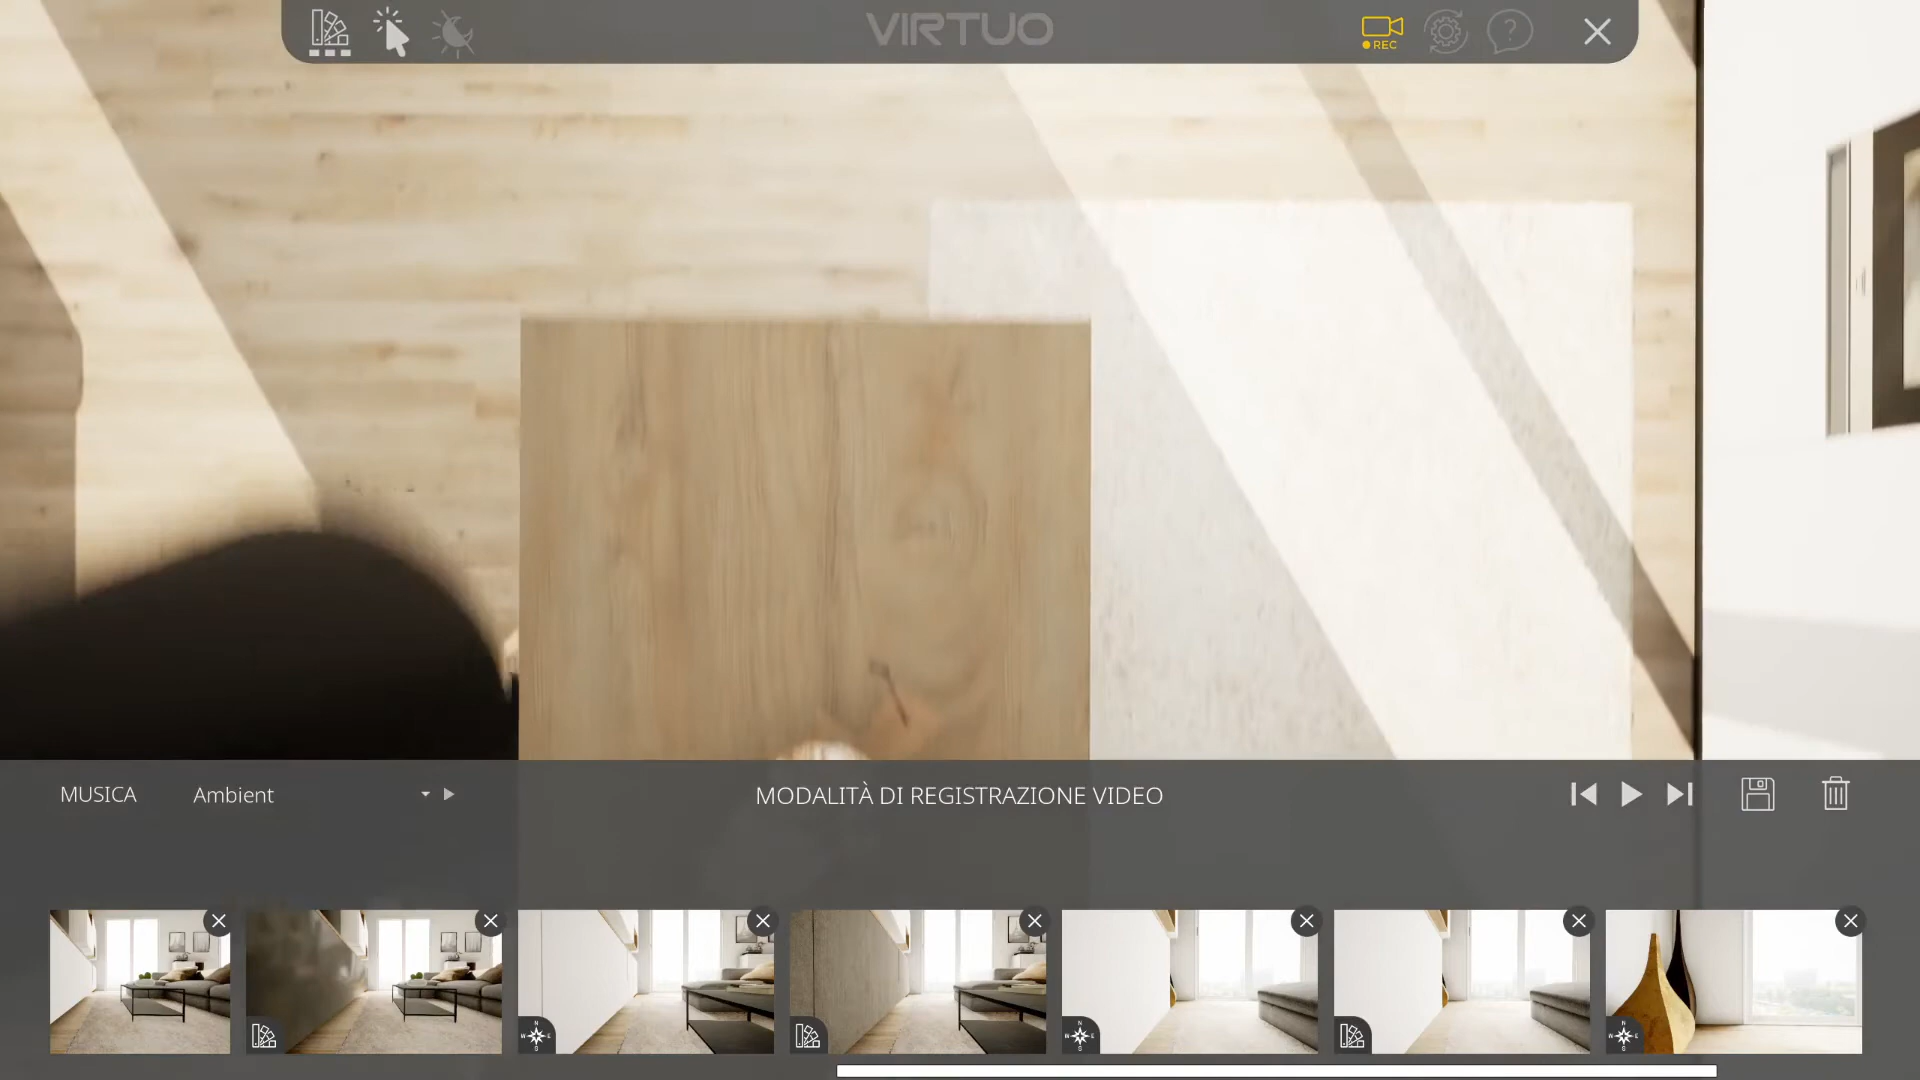 VIRTUO
REC
?
MUSICA
Ambient
MODALITÀ DI REGISTRAZIONE VIDEO
N
W E
S
N
W E
S
N
W E
S